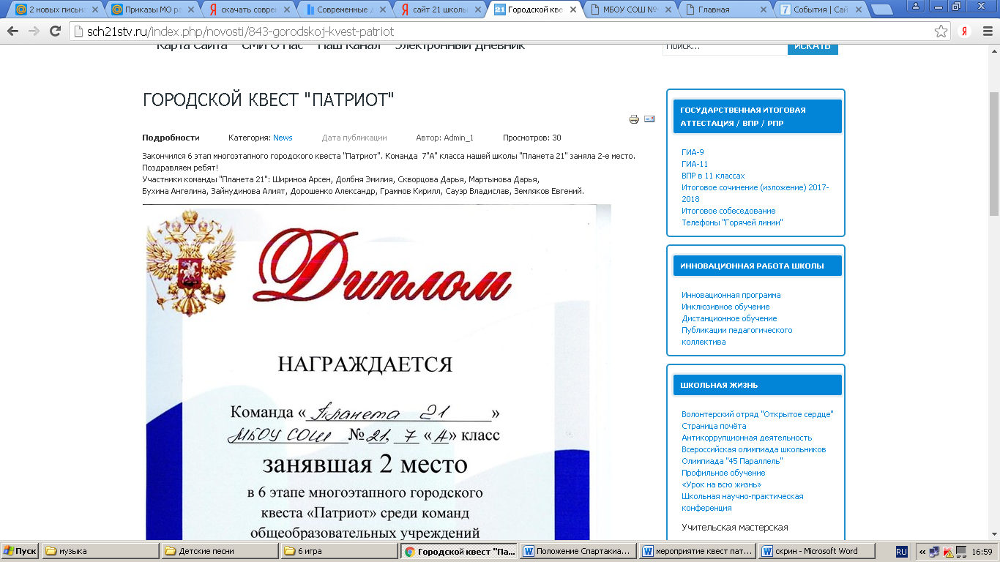 2 новых письма
Приказы МО ра
скачать соврем
Современные д
сайт 21 школы
Городской кве
МБОУ СОШ №
Главная
События | Сай
sch21stv.ru/index.php/novosti/843-gorodskoj-kvest-patriot
Карта Сайта СМИ О Нас Наш Канал Электронный Дневник
Поиск... ИСКАТЬ
ГОРОДСКОЙ КВЕСТ "ПАТРИОТ"
Подробности Категория: News Дата публикации Автор: Admin_1 Просмотров: 30
Закончился 6 этап многоэтапного городского квеста "Патриот". Команда 7"А" класса нашей школы "Планета 21" заняла 2-е место.
Поздравляем ребят!
Участники команды "Планета 21": Шириноа Арсен, Долбня Эмилия, Скворцова Дарья, Мартынова Дарья,
Бухина Ангелина, Зайнудинова Алият, Дорошенко Александр, Граммов Кирилл, Сауэр Владислав, Земляков Евгений.
Диплом
НАГРАЖДАЕТСЯ
Команда «Планета 21»
МБОУ СОШ №21, 7 «А» класс
занявшая 2 место
в 6 этапе многоэтапного городского
квеста «Патриот» среди команд
общеобразовательных учреждений
ГОСУДАРСТВЕННАЯ ИТОГОВАЯ
АТТЕСТАЦИЯ / ВПР / РПР
ГИА-9
ГИА-11
ВПР в 11 классах
Итоговое сочинение (изложение) 2017-
2018
Итоговое собеседование
Телефоны "Горячей линии"
ИННОВАЦИОННАЯ РАБОТА ШКОЛЫ
Инновационная программа
Инклюзивное обучение
Дистанционное обучение
Публикации педагогического
коллектива
ШКОЛЬНАЯ ЖИЗНЬ
Волонтерский отряд "Открытое сердце"
Страница почёта
Антикоррупционная деятельность
Всероссийская олимпиада школьников
Олимпиада "45 Параллель"
Профильное обучение
«Урок на всю жизнь»
Школьная научно-практическая
конференция
Учительская мастерская
Пуск
музыка
Детские песни
6 игра
Городской квест "Па...
Положение Спартакиа...
мероприятие квест пат...
скрин - Microsoft Word
RU
« 16:59